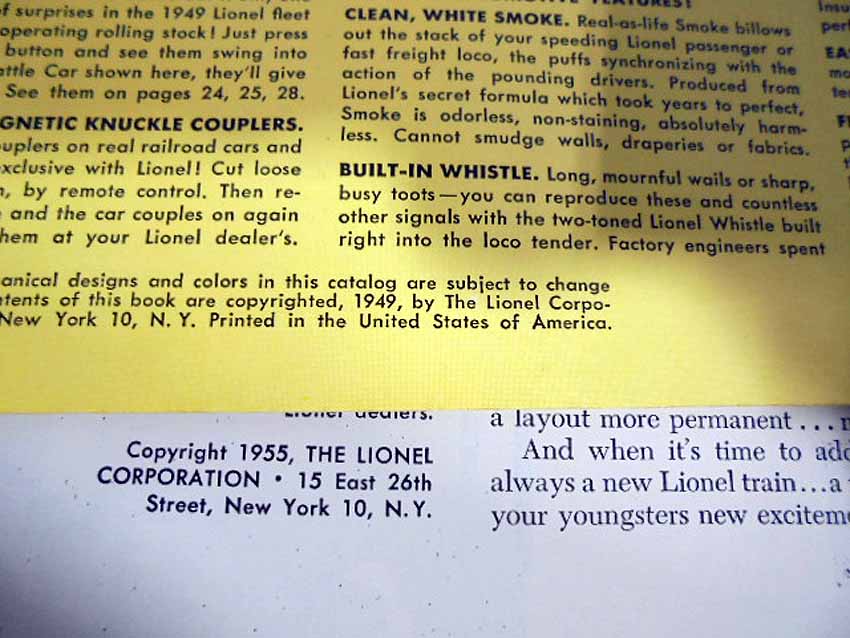 f surprises in the 1949 Lionel fleet
operating rolling stock! Just press
button and see them swing into
attle Car shown here, they'll give
See them on pages 24, 25, 28.
GNETIC KNUCKLE COUPLERS.
uplers on real railroad cars and
xclusive with Lionel! Cut loose
, by remote control. Then re-
and the car couples on again
hem at your Lionel dealer's.
FEATURES!
CLEAN, WHITE SMOKE. Real-as-life Smoke billows
out the stack of your speeding Lionel passenger or
fast freight loco, the puffs synchronizing with the
action of the pounding drivers. Produced from
Lionel's secret formula which took years to perfect,
Smoke is odorless, non-staining, absolutely harm-
less. Cannot smudge walls, draperies or fabrics.
BUILT-IN WHISTLE. Long, mournful wails or sharp,
busy toots—you can reproduce these and countless
other signals with the two-toned Lionel Whistle built
right into the loco tender. Factory engineers spent
anical designs and colors in this catalog are subject to change
tents of this book are copyrighted, 1949, by The Lionel Corpo-
New York 10, N. Y. Printed in the United States of America.
Lionel dealers.
Copyright 1955, THE LIONEL
CORPORATION • 15 East 26th
Street, New York 10, N.Y.
a layout more permanent . . .
And when it's time to add
always a new Lionel train...a
your youngsters new excitem